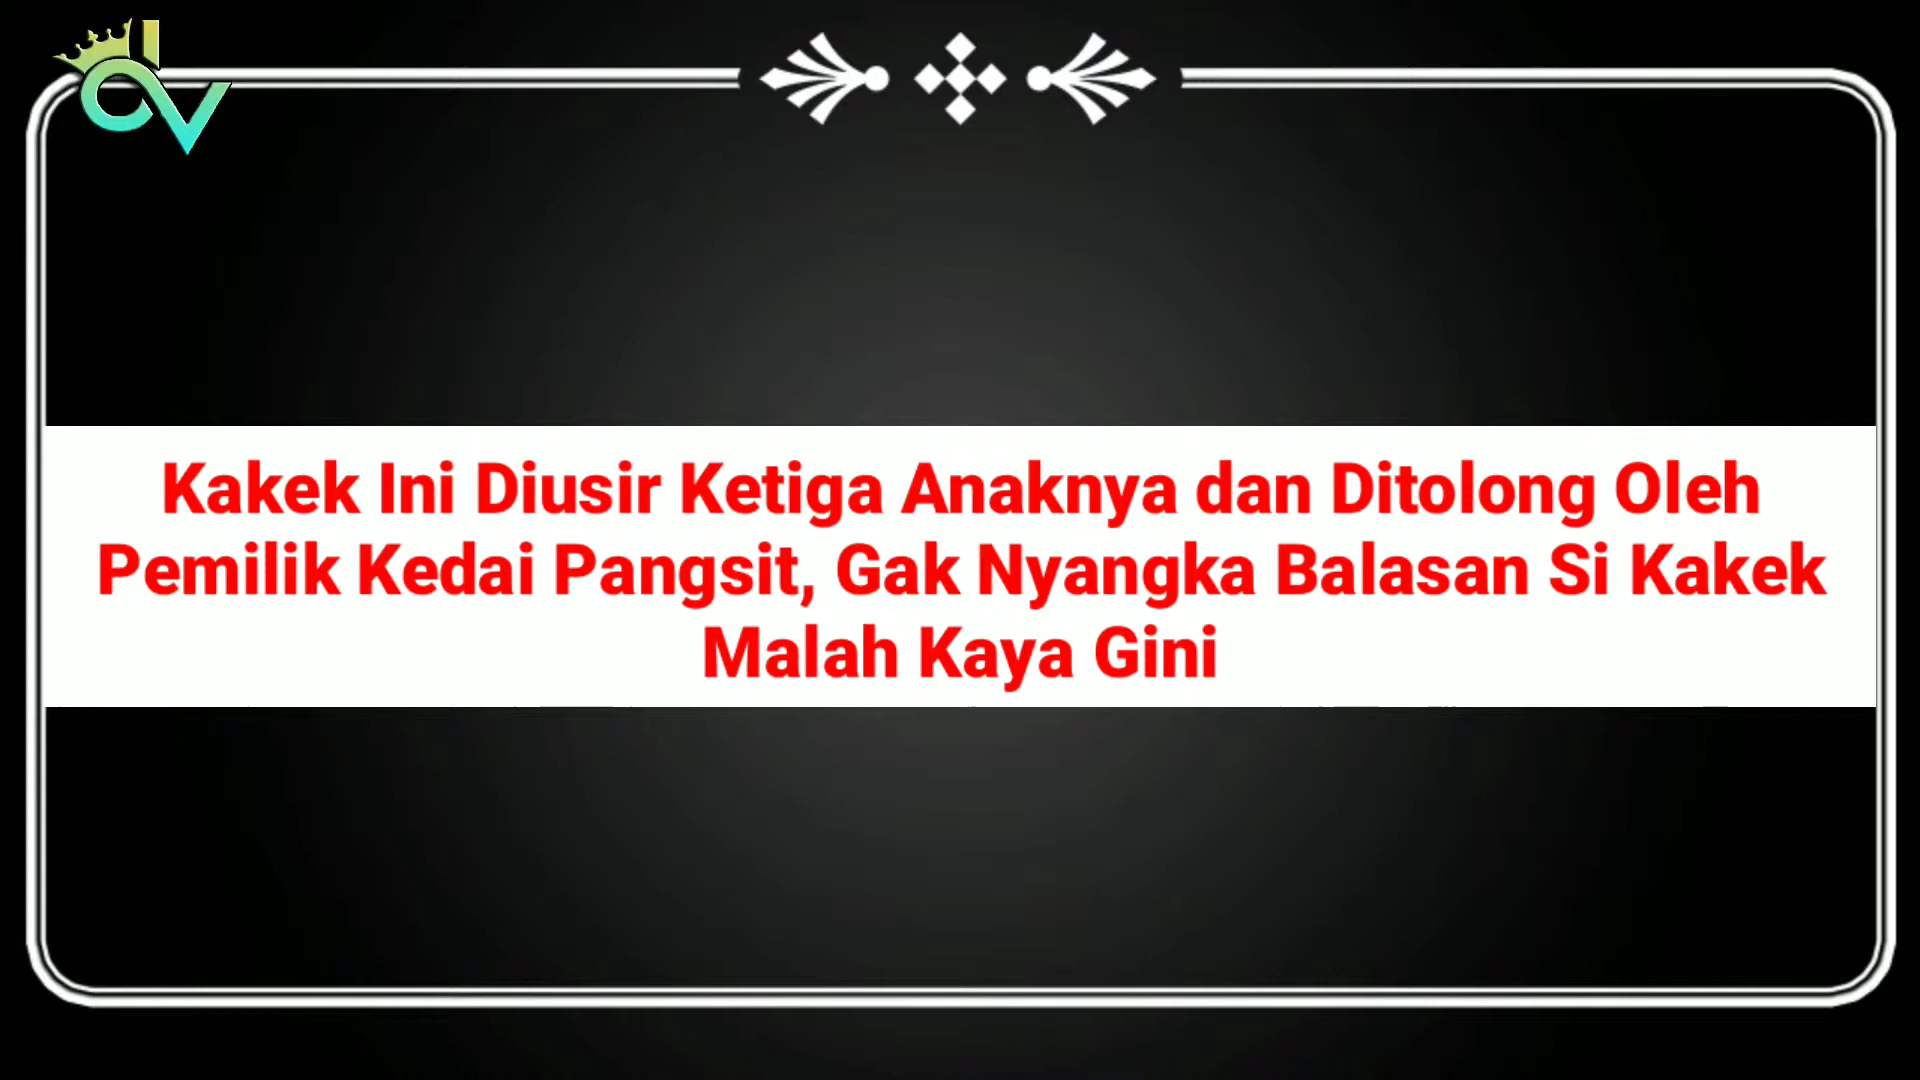 Kakek Ini Diusir Ketiga Anaknya dan Ditolong Oleh
Pemilik Kedai Pangsit, Gak Nyangka Balasan Si Kakek
Malah Kaya Gini